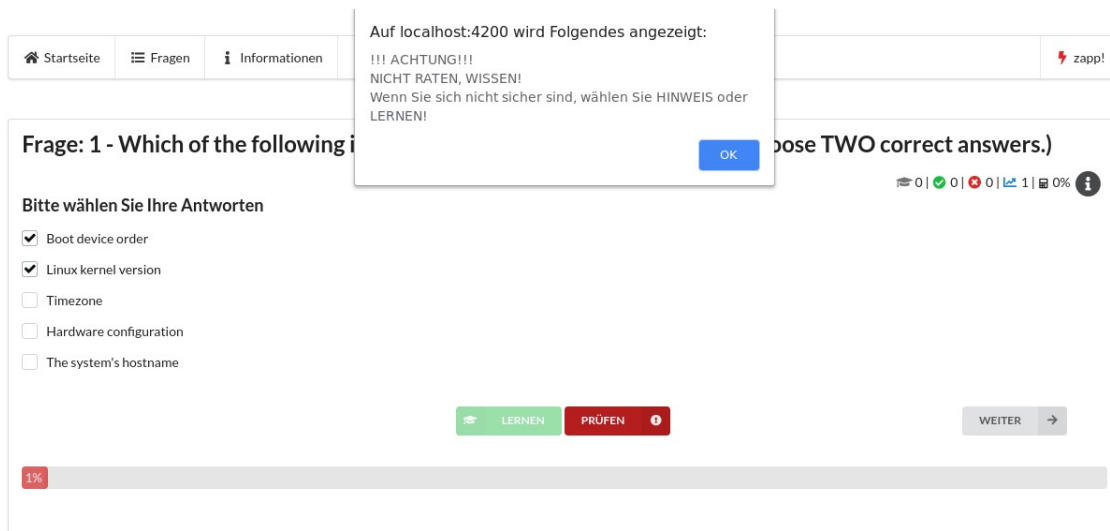 Auf localhost:4200 wird Folgendes angezeigt:
!!! ACHTUNG!!!
NICHT RATEN, WISSEN!
Wenn Sie sich nicht sicher sind, wählen Sie HINWEIS oder
LERNEN!
OK
Startseite Fragen Informationen zapp!
Frage: 1 - Which of the following oose TWO correct answers.)
0 | 0 | 0 | 1 | 0%
Bitte wählen Sie Ihre Antworten
Boot device order
Linux kernel version
Timezone
Hardware configuration
The system's hostname
LERNEN PRÜFEN WEITER
1%